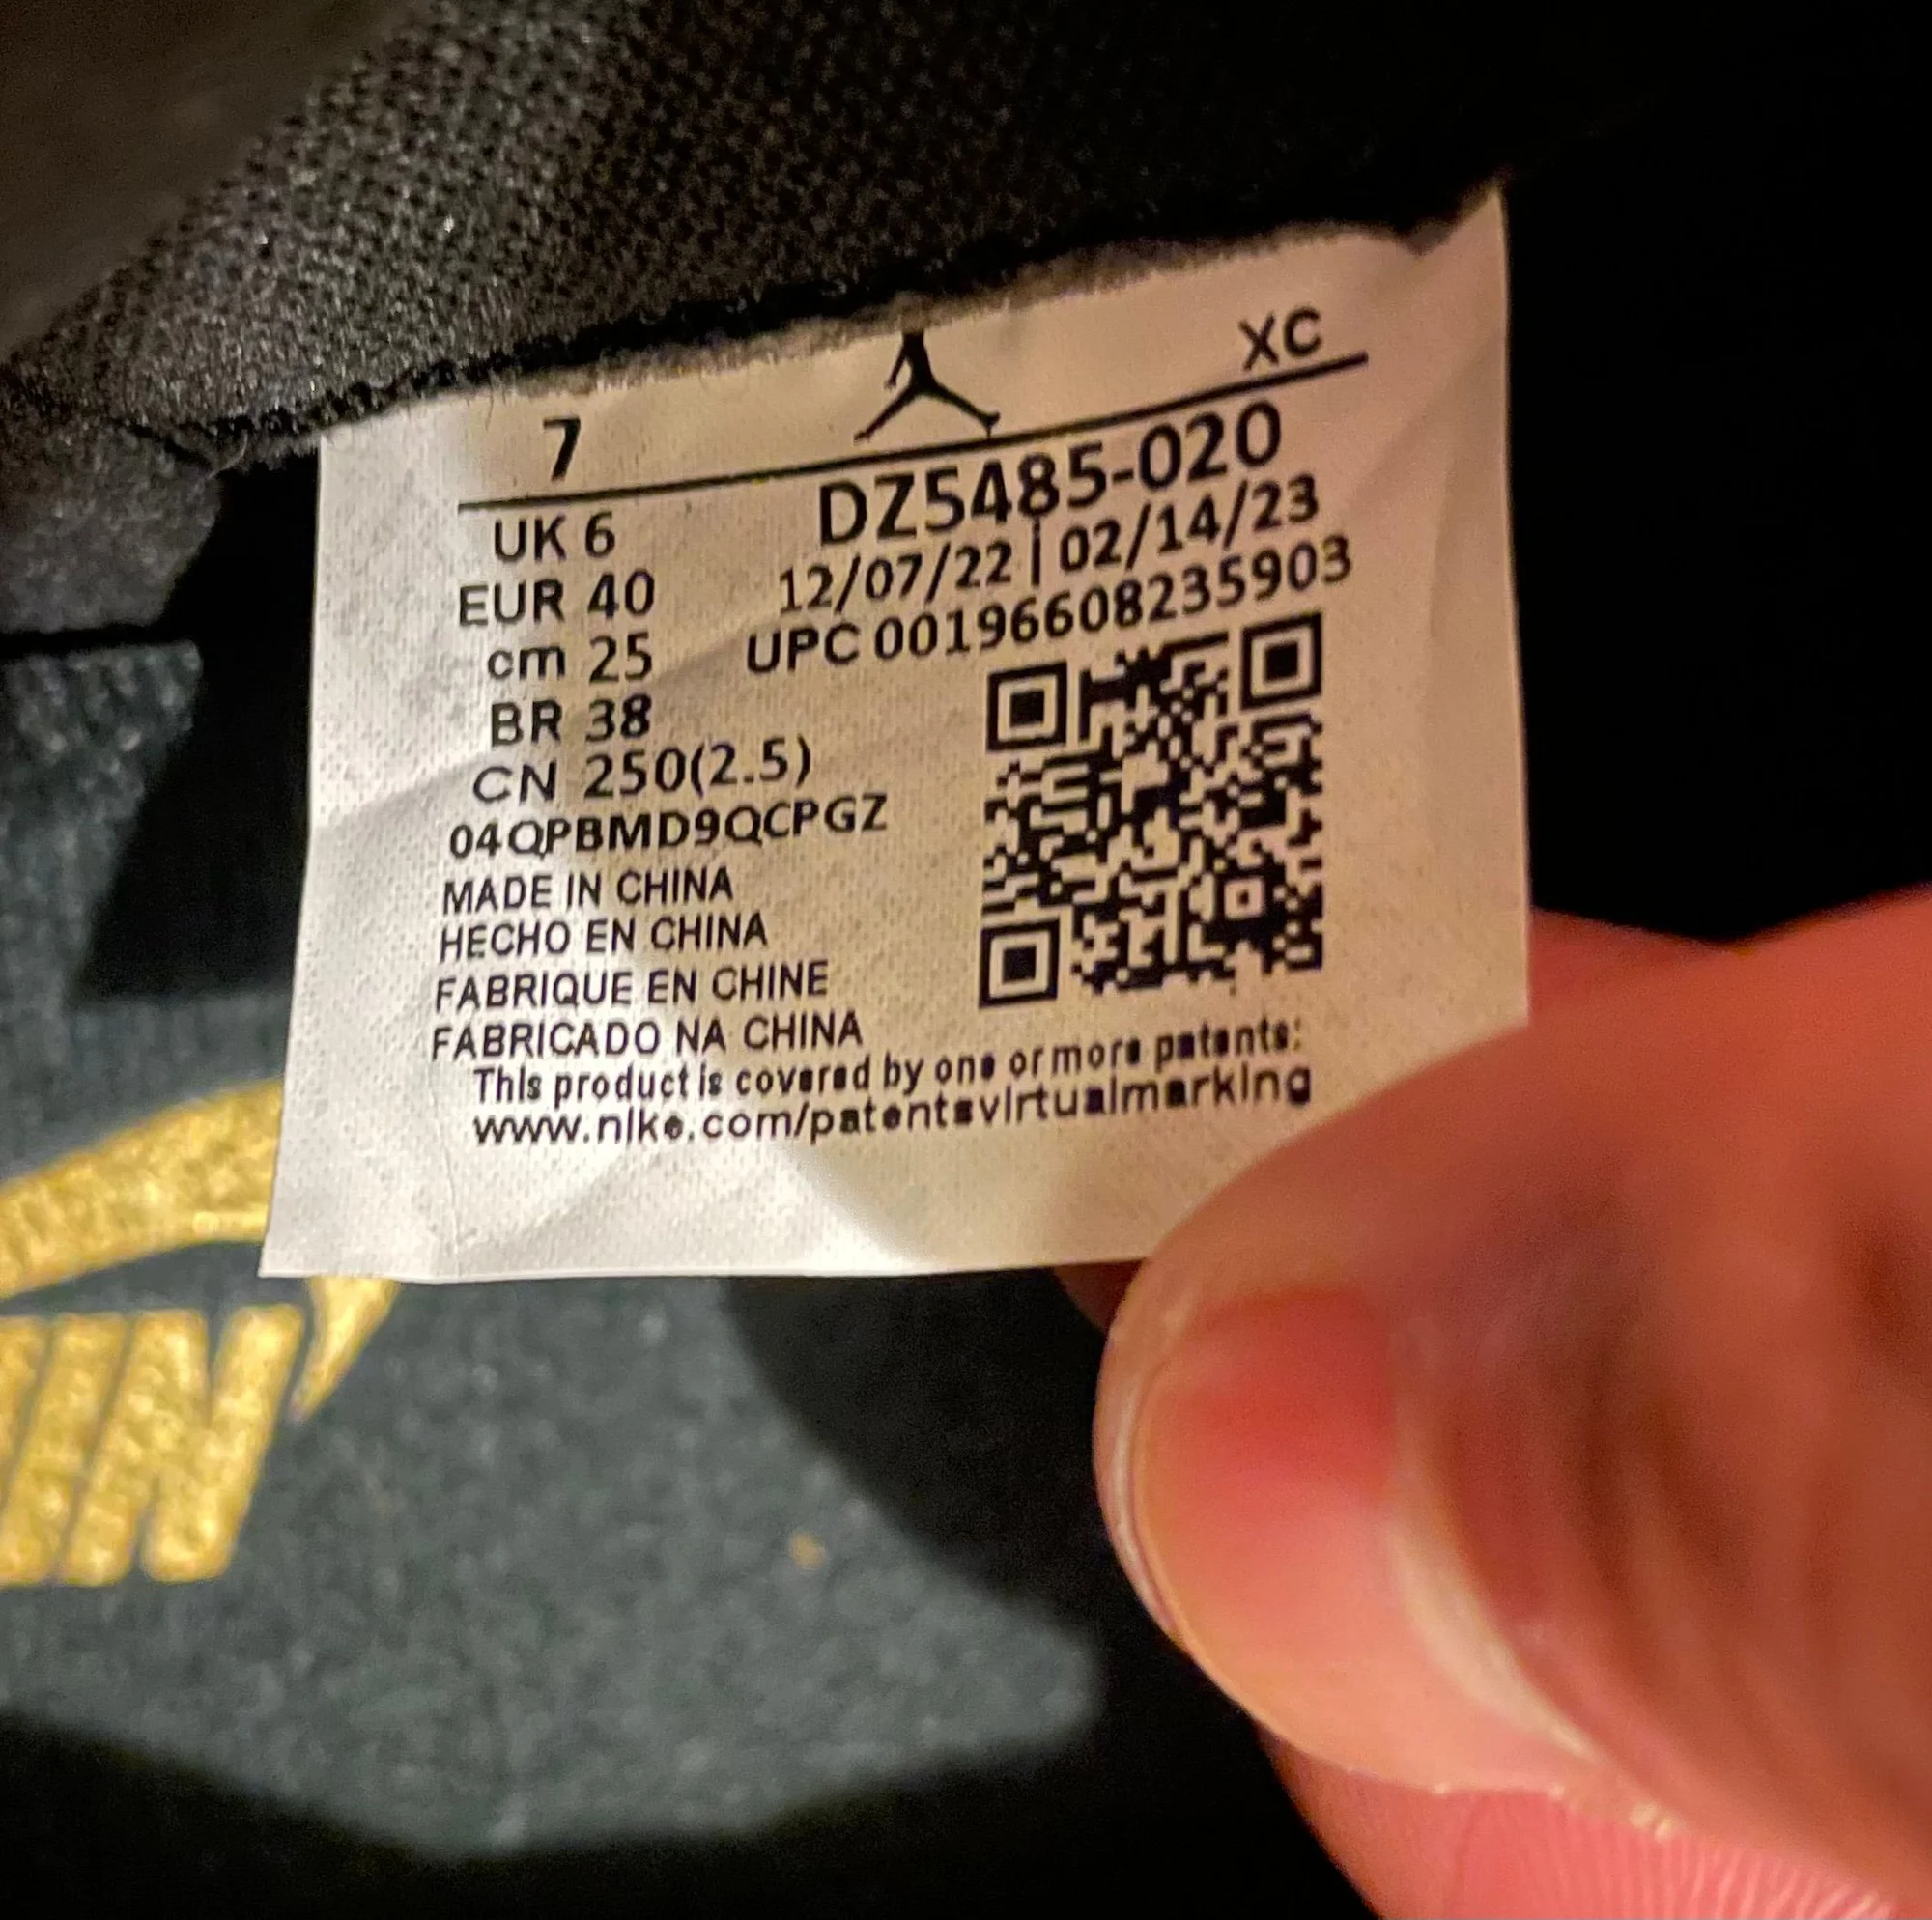 7 XC
UK 6 DZ5485-020
EUR 40 12/07/22 | 02/14/23
cm 25 UPC 00196608235903
BR 38
CN 250(2.5)
04QPBMD9QCPGZ
MADE IN CHINA
HECHO EN CHINA
FABRIQUE EN CHINE
FABRICADO NA CHINA
This product is covered by one or more patents:
www.nike.com/patentsvirtualmarking